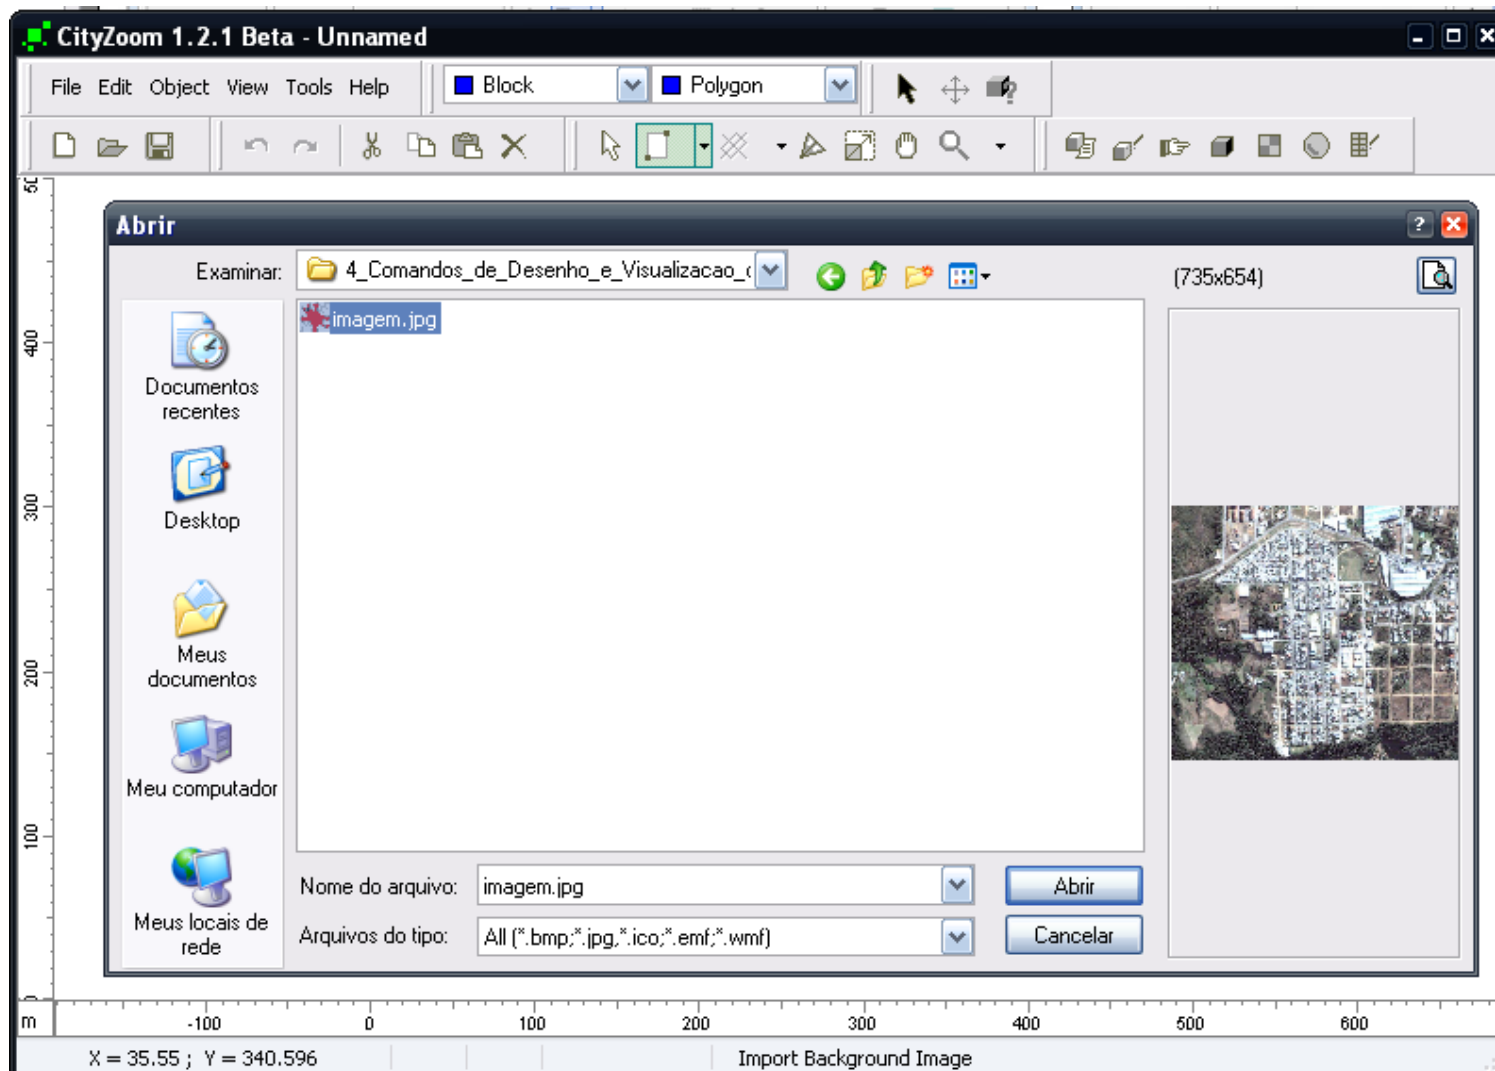 CityZoom 1.2.1 Beta - Unnamed
File Edit Object View Tools Help Block Polygon
Abrir
Examinar: 4_Comandos_de_Desenho_e_Visualizacao_ (735x654)
imagem.jpg
Documentos
recentes
Desktop
Meus
documentos
Meu computador
Meus locais de
rede
Nome do arquivo: imagem.jpg Abrir
Arquivos do tipo: All (*.bmp;*.jpg,*.ico;*.emf;*.wmf) Cancelar
400
300
200
100
m -100 0 100 200 300 400 500 600
X = 35.55 ; Y = 340.596 Import Background Image